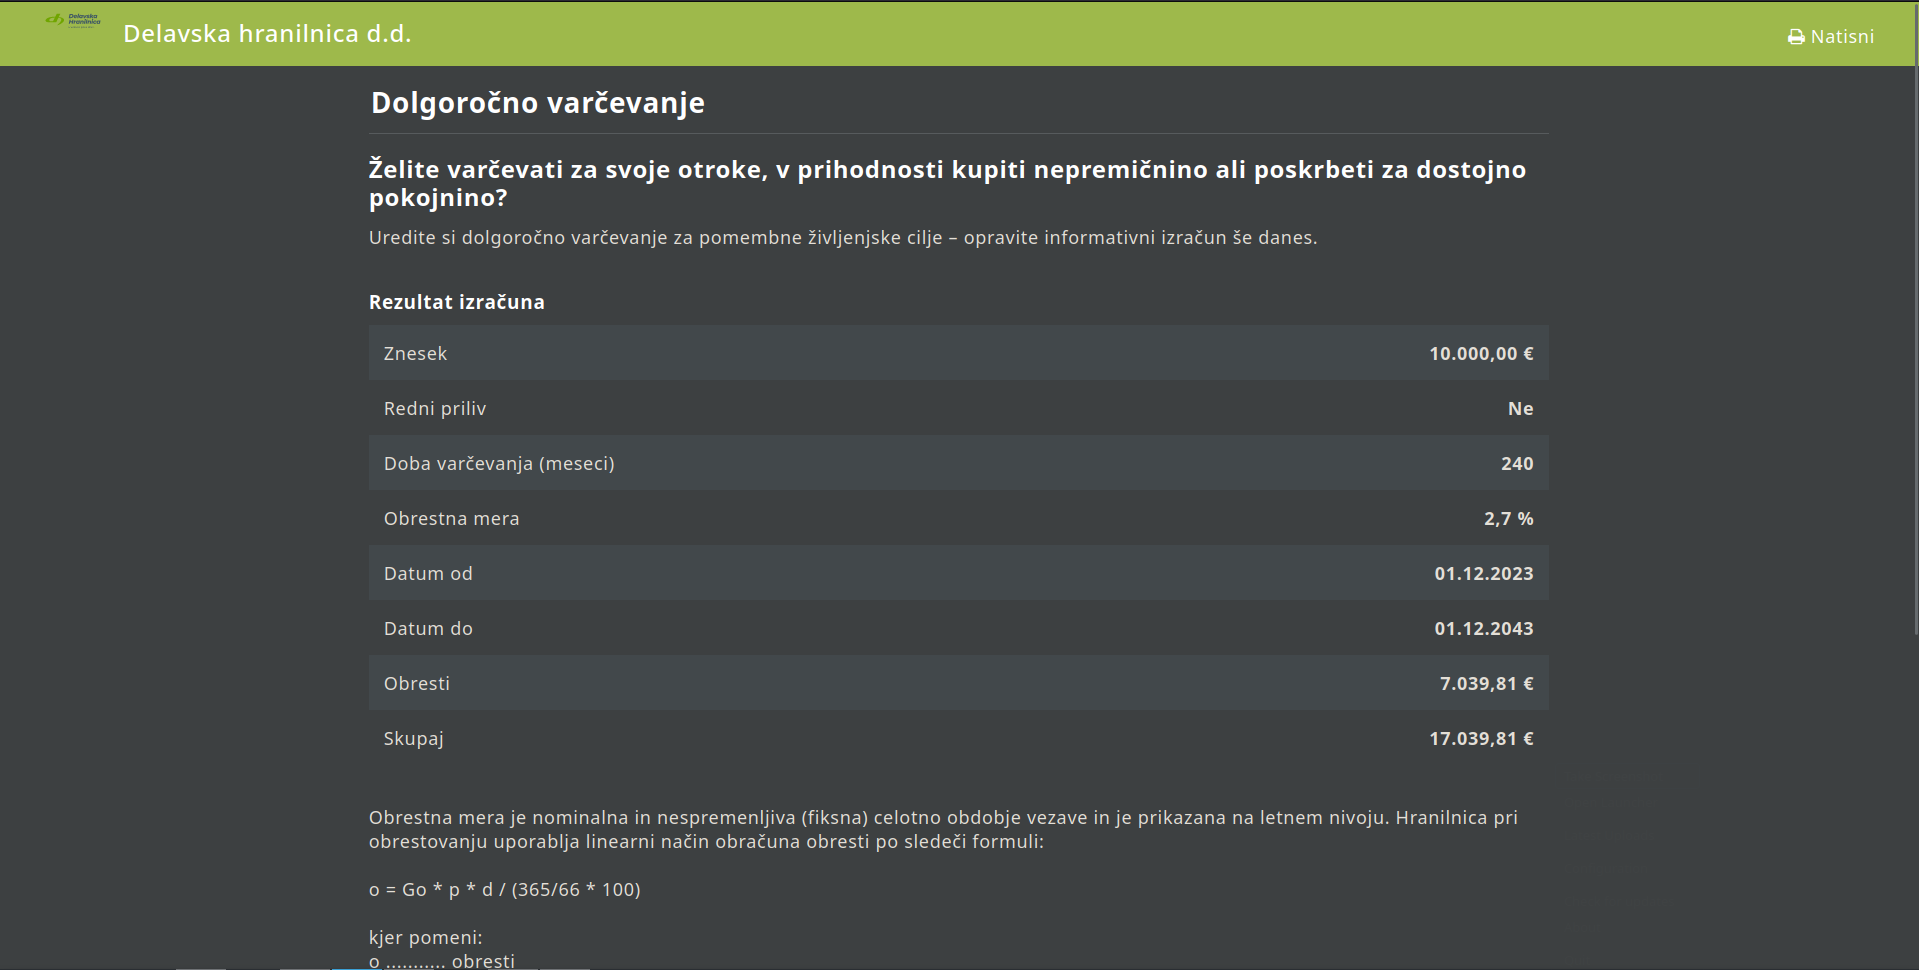 Delavska
Hranilnica
Delavska hranilnica d.d.
Natisni
Dolgoročno varčevanje
Želite varčevati za svoje otroke, v prihodnosti kupiti nepremičnino ali poskrbeti za dostojno
pokojnino?
Uredite si dolgoročno varčevanje za pomembne življenjske cilje – opravite informativni izračun še danes.
Rezultat izračuna
Znesek 10.000,00 €
Redni priliv Ne
Doba varčevanja (meseci) 240
Obrestna mera 2,7 %
Datum od 01.12.2023
Datum do 01.12.2043
Obresti 7.039,81 €
Skupaj 17.039,81 €
Obrestna mera je nominalna in nespremenljiva (fiksna) celotno obdobje vezave in je prikazana na letnem nivoju. Hranilnica pri
obrestovanju uporablja linearni način obračuna obresti po sledeči formuli:
o = Go * p * d / (365/66 * 100)
kjer pomeni:
o ........... obresti